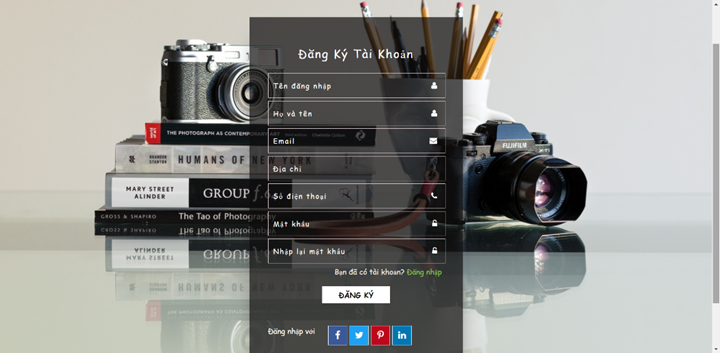 Đăng Ký Tài Khoản
Tên đăng nhập
Họ và tên
Email
Địa chỉ
Số điện thoại
Mật khẩu
Nhập lại mật khẩu
Bạn đã có tài khoản? Đăng nhập
ĐĂNG KÝ
Đăng nhập với
THE PHOTOGRAPH AS CONTEMPORARY ART
BRANDON STANTON
HUMANS OF NEW YORK
MARY STREET ALINDER
GROUP f.
GROSS & SHAPIRO
The Tao of Photography
FUJIFILM
X-T1